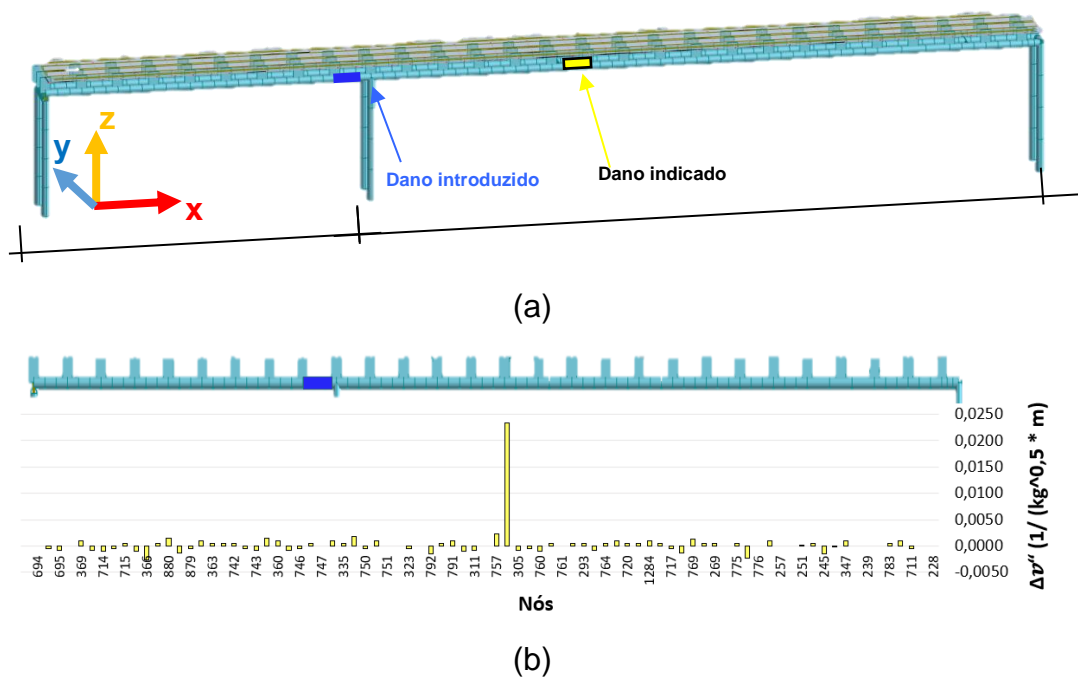 z
y
x
Dano introduzido
Dano indicado
(a)
0,0250
0,0200
0,0150
0,0100
0,0050
0,0000
-0,0050
Δv“ (1/ (kg^0,5 * m)
694 695 369 714 715 366 880 879 363 742 743 360 746 747 335 750 751 323 792 791 311 757 305 760 761 293 764 720 1284 717 769 269 775 776 257 251 245 347 239 783 711 228
Nós
(b)